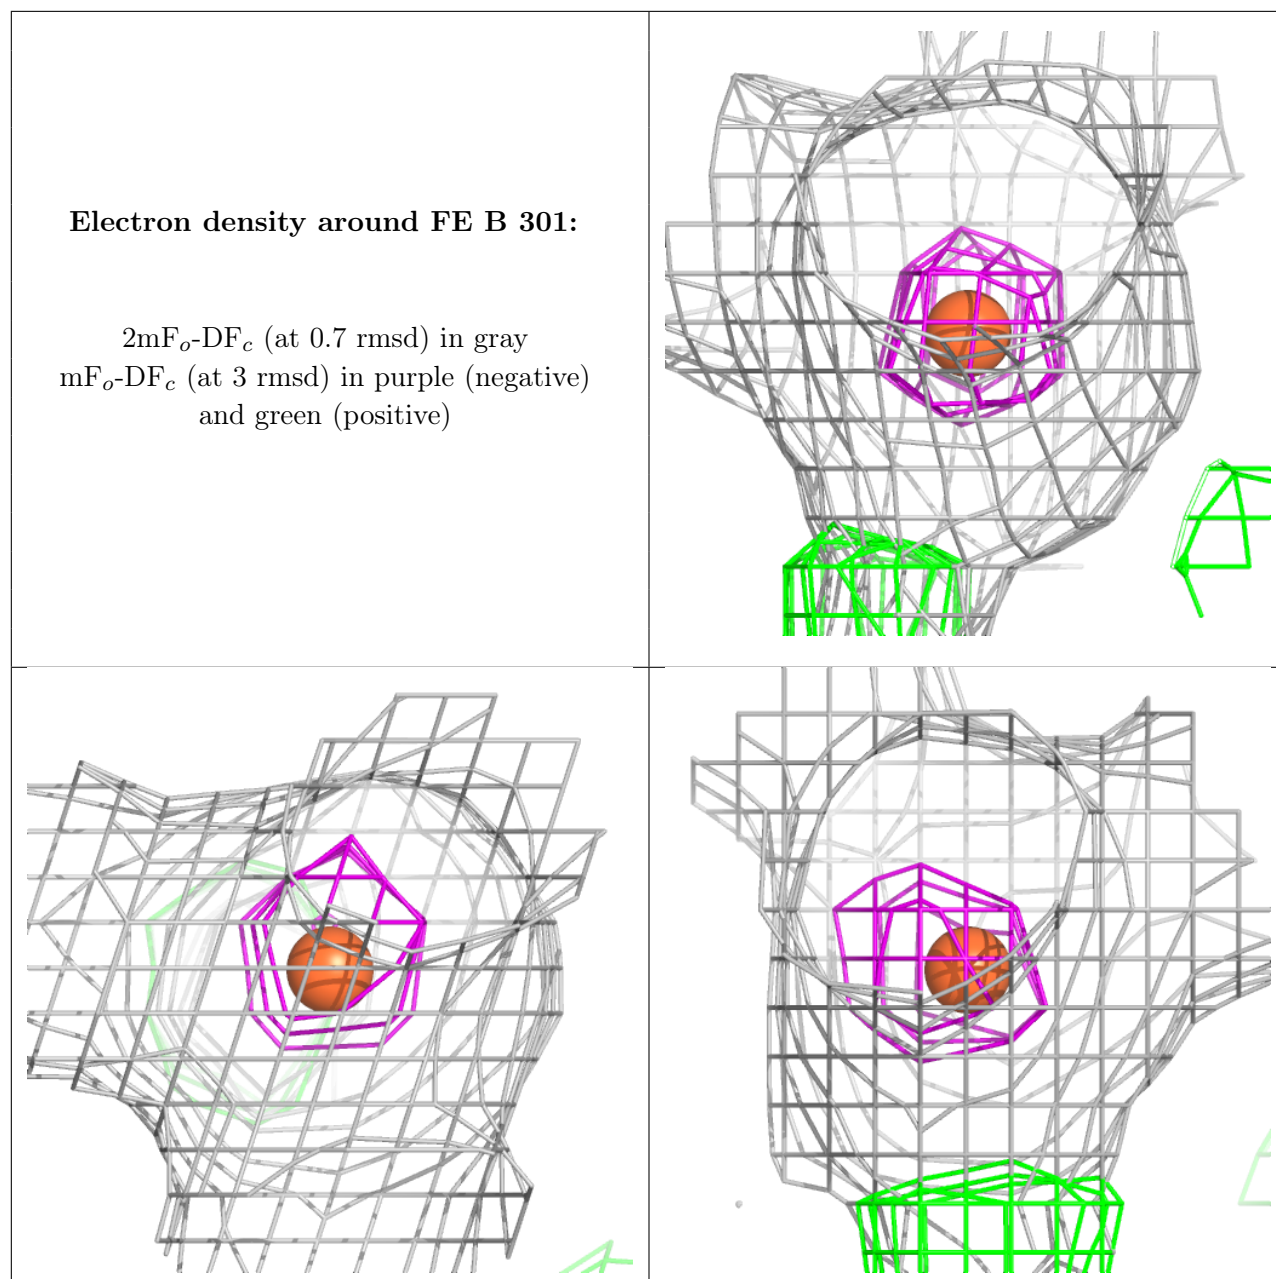 Electron density around FE B 301:
2mFo-DFc (at 0.7 rmsd) in gray
mFo-DFc (at 3 rmsd) in purple (negative)
and green (positive)